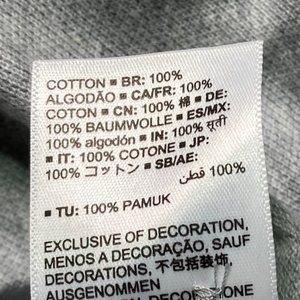 COTTON ■ BR: 100%
ALGODÃO ■ CA/FR: 100%
COTON ■ CN: 100% 棉 ■ DE:
100% BAUMWOLLE ■ ES/MX:
100% algodón ■ IN: 100% सूती
■ IT: 100% COTONE ■ JP:
100% コットン ■ SB/AE:
100% قطن
■ TU: 100% PAMUK
EXCLUSIVE OF DECORATION,
MENOS A DECORAÇÃO, SAUF
DECORATIONS, 不包括装饰,
AUSGENOMMEN